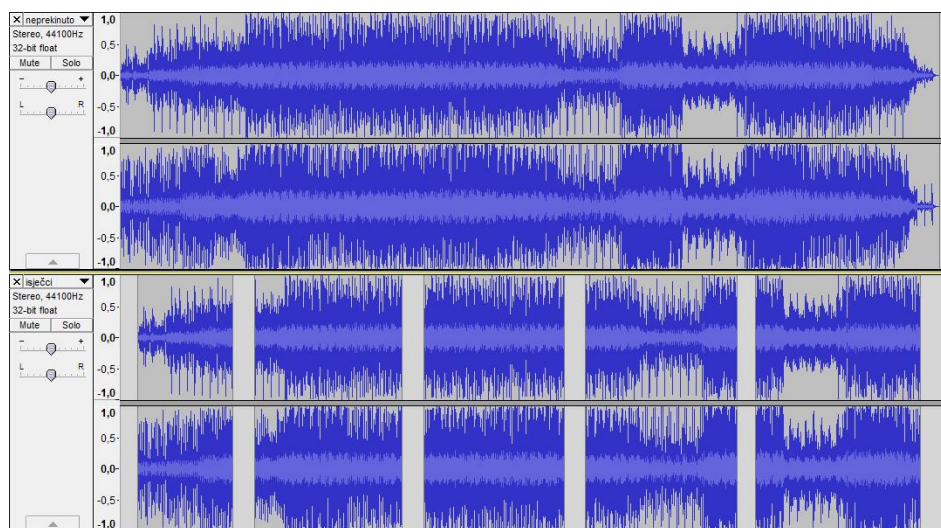 neprekinuto
Stereo, 44100Hz
32-bit float
Mute Solo
- +
L R
1,0
0,5-
0,0-
-0,5-
-1,0
1,0
0,5-
0,0-
-0,5-
-1,0
isječci
Stereo, 44100Hz
32-bit float
Mute Solo
- +
L R
1,0
0,5-
0,0-
-0,5-
-1,0
1,0
0,5-
0,0-
-0,5-
-1,0